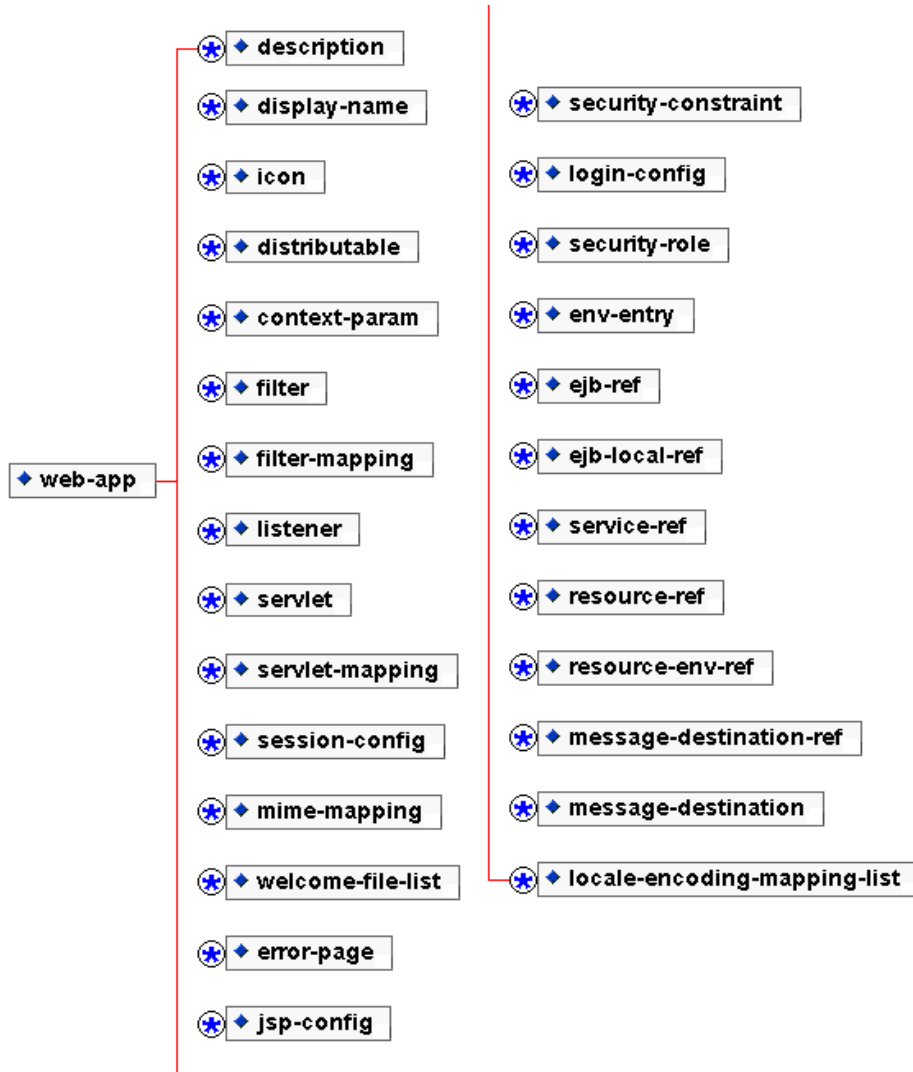 web-app
description
display-name
icon
distributable
context-param
filter
filter-mapping
listener
servlet
servlet-mapping
session-config
mime-mapping
welcome-file-list
error-page
jsp-config
security-constraint
login-config
security-role
env-entry
ejb-ref
ejb-local-ref
service-ref
resource-ref
resource-env-ref
message-destination-ref
message-destination
locale-encoding-mapping-list